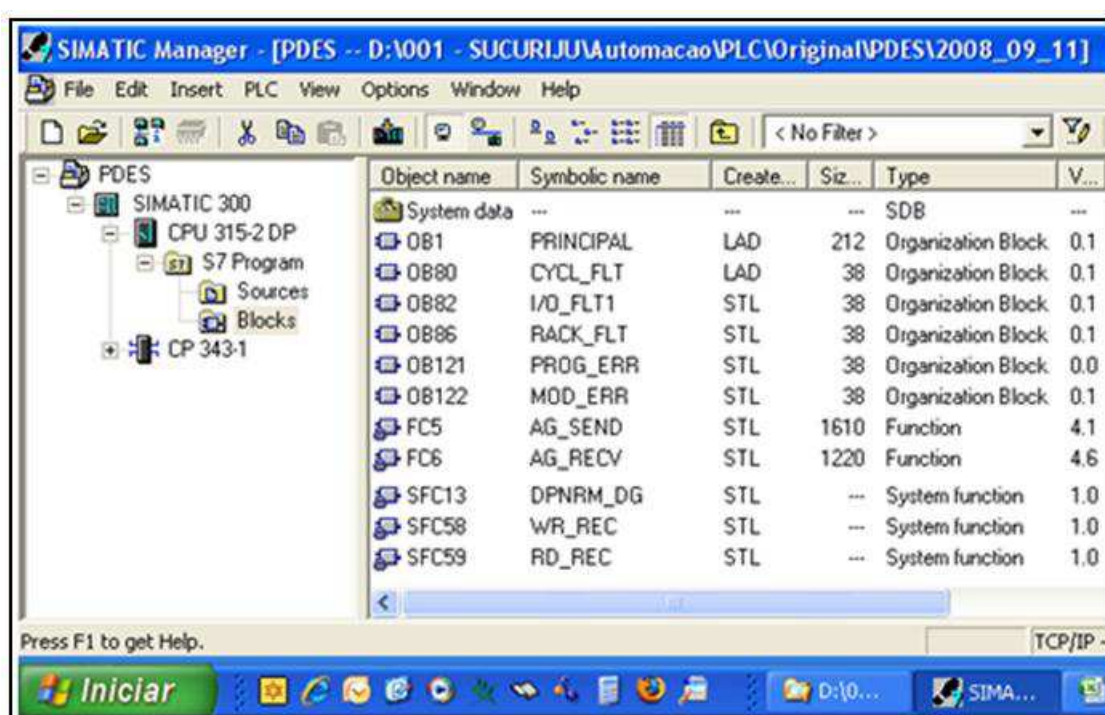 SIMATIC Manager - [PDES -- D:\001 - SUCURIJU\Automacao\PLC\Original\PDES\2008_09_11]
File Edit Insert PLC View Options Window Help
< No Filter >
PDES
SIMATIC 300
CPU 315-2 DP
S7 Program
Sources
Blocks
CP 343-1
Object name Symbolic name Create... Siz... Type V...
System data --- --- --- SDB ---
OB1 PRINCIPAL LAD 212 Organization Block 0.1
OB80 CYCL_FLT LAD 38 Organization Block 0.1
OB82 I/O_FLT1 STL 38 Organization Block 0.1
OB86 RACK_FLT STL 38 Organization Block 0.1
OB121 PROG_ERR STL 38 Organization Block 0.0
OB122 MOD_ERR STL 38 Organization Block 0.1
FC5 AG_SEND STL 1610 Function 4.1
FC6 AG_RECV STL 1220 Function 4.6
SFC13 DPNRM_DG STL --- System function 1.0
SFC58 WR_REC STL --- System function 1.0
SFC59 RD_REC STL --- System function 1.0
Press F1 to get Help.
TCP/IP -
Iniciar D:\0... SIMA...